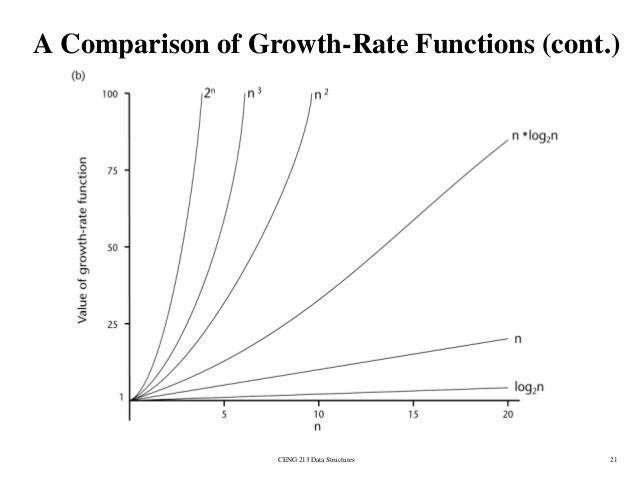 A Comparison of Growth-Rate Functions (cont.)
(b)
Value of growth-rate function
100
75
50
25
1
2ⁿ
n³
n²
n*log₂n
n
log₂n
5
10
15
20
n
CENG 213 Data Structures
21